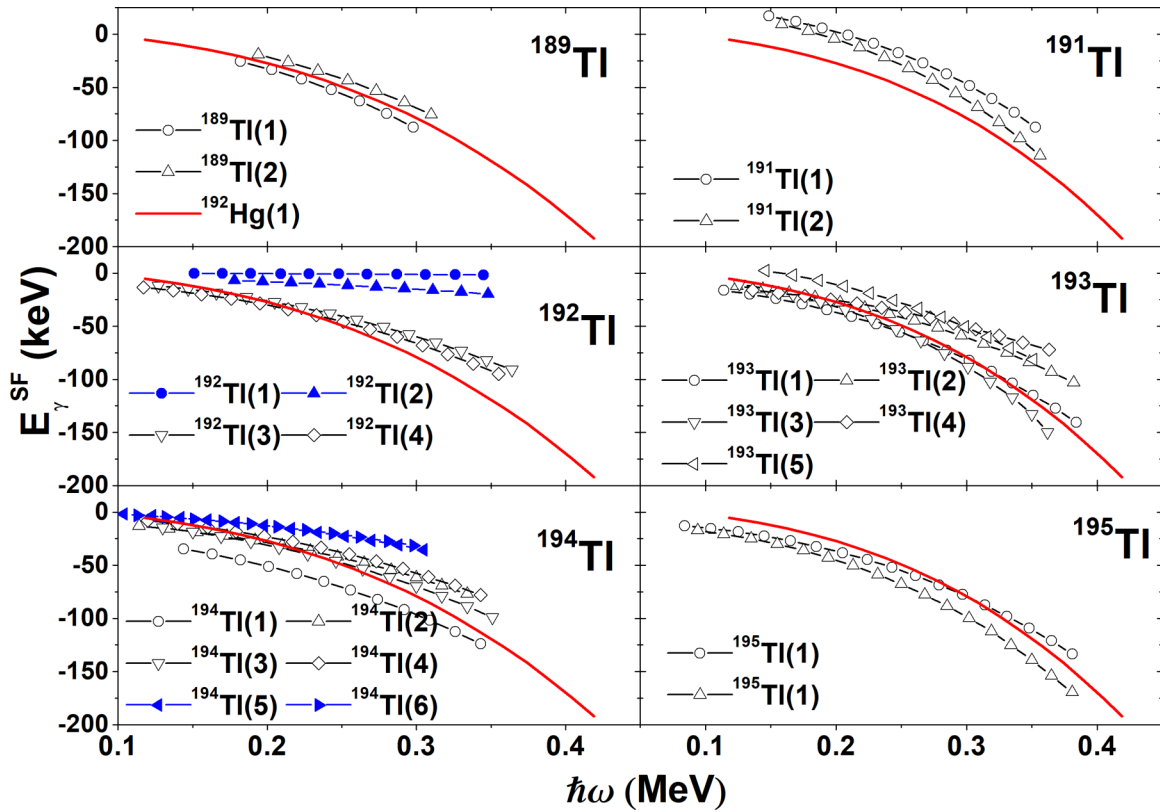 E_γ^SF (keV)
0
-50
-100
-150
-200
¹⁸⁹Tl
¹⁸⁹Tl(1)
¹⁸⁹Tl(2)
¹⁹²Hg(1)
¹⁹¹Tl
¹⁹¹Tl(1)
¹⁹¹Tl(2)
0
-50
-100
-150
-200
¹⁹²Tl
¹⁹²Tl(1) ¹⁹²Tl(2)
¹⁹²Tl(3) ¹⁹²Tl(4)
¹⁹³Tl
¹⁹³Tl(1) ¹⁹³Tl(2)
¹⁹³Tl(3) ¹⁹³Tl(4)
¹⁹³Tl(5)
0
-50
-100
-150
-200
¹⁹⁴Tl
¹⁹⁴Tl(1) ¹⁹⁴Tl(2)
¹⁹⁴Tl(3) ¹⁹⁴Tl(4)
¹⁹⁴Tl(5) ¹⁹⁴Tl(6)
¹⁹⁵Tl
¹⁹⁵Tl(1)
¹⁹⁵Tl(1)
0.1 0.2 0.3 0.4 0.1 0.2 0.3 0.4
ħω (MeV)